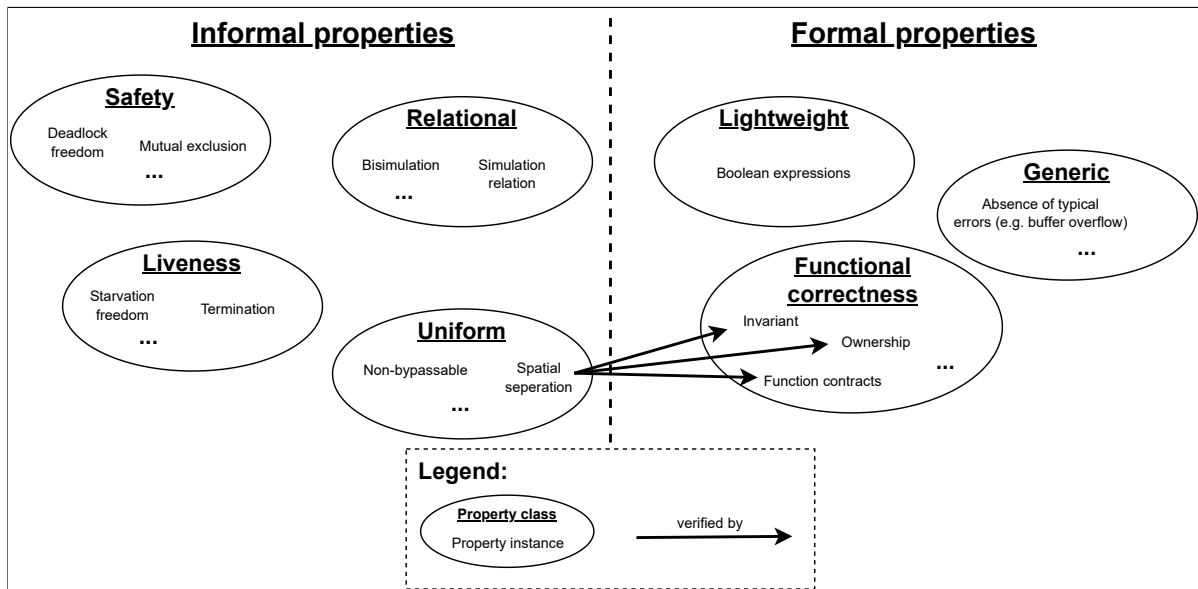 Informal properties
Formal properties
Safety
Deadlock
freedom
Mutual exclusion
...
Relational
Bisimulation
Simulation
relation
...
Liveness
Starvation
freedom
Termination
...
Uniform
Non-bypassable
Spatial
seperation
...
Lightweight
Boolean expressions
Generic
Absence of typical
errors (e.g. buffer overflow)
...
Functional
correctness
Invariant
Ownership
Function contracts
...
Legend:
Property class
Property instance
verified by